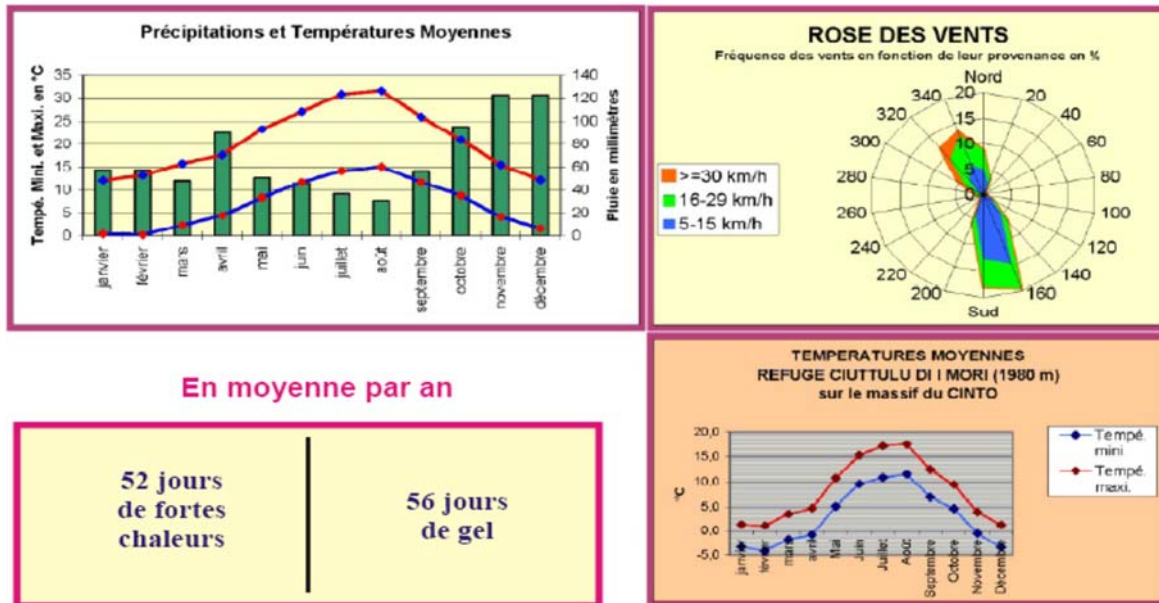 Précipitations et Températures Moyennes
Tempé. Mini. et Maxi. en °C
35
30
25
20
15
10
5
0
140
120
100
80
60
40
20
0
Pluie en millimètres
janvier
février
mars
avril
mai
juin
juillet
août
septembre
octobre
novembre
décembre
ROSE DES VENTS
Fréquence des vents en fonction de leur provenance en %
Nord
20
15
10
5
0
20
40
60
80
100
120
140
160
Sud
200
220
240
260
280
300
320
340
>=30 km/h
16-29 km/h
5-15 km/h
En moyenne par an
52 jours
de fortes
chaleurs
56 jours
de gel
TEMPERATURES MOYENNES
REFUGE CIUTTULU DI I MORI (1980 m)
sur le massif du CINTO
°C
20,0
15,0
10,0
5,0
0,0
-5,0
janvier
février
mars
avril
Mai
Juin
Juillet
Août
Septembre
Octobre
Novembre
Décembre
Tempé.
mini
Tempé.
maxi.